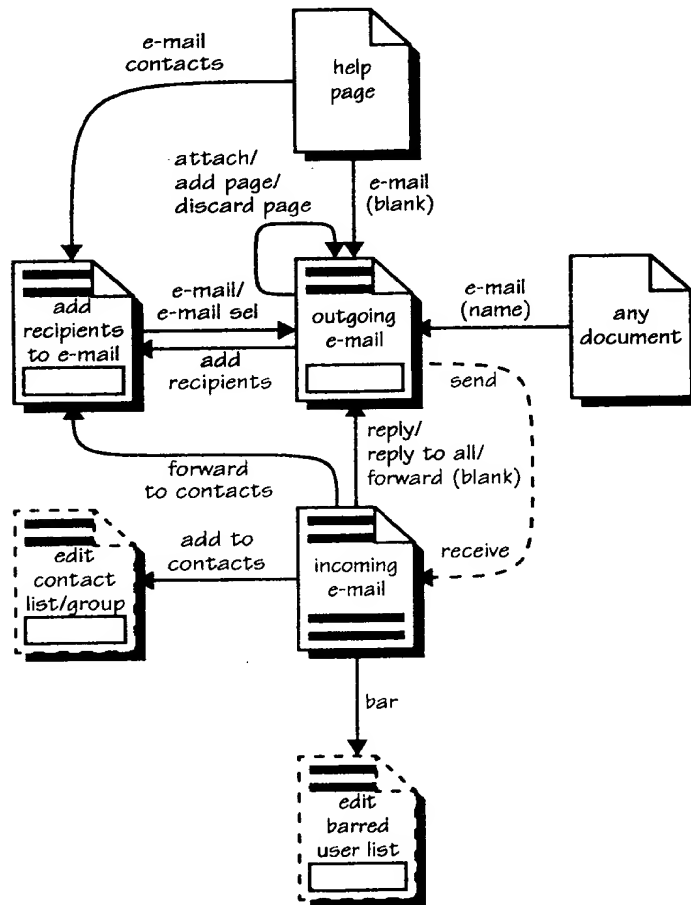 e-mail
contacts
help
page
attach/
add page/
discard page
e-mail
(blank)
add
recipients
to e-mail
e-mail/
e-mail sel
add
recipients
outgoing
e-mail
e-mail
(name)
any
document
send
reply/
reply to all/
forward (blank)
forward
to contacts
edit
contact
list/group
add to
contacts
incoming
e-mail
receive
bar
edit
barred
user list